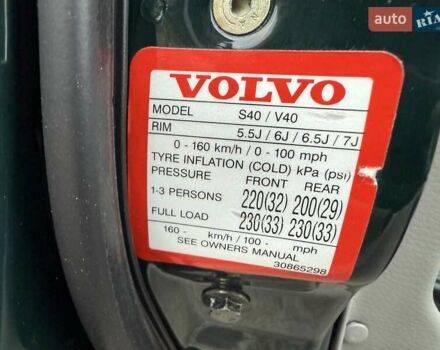 auto RIA
VOLVO
MODEL S40 / V40
RIM 5.5J / 6J / 6.5J / 7J
0 - 160 km/h / 0 - 100 mph
TYRE INFLATION (COLD) kPa (psi)
PRESSURE FRONT REAR
1-3 PERSONS 220(32) 200(29)
FULL LOAD 230(33) 230(33)
160 - km/h / 100 - mph
SEE OWNERS MANUAL
30865298